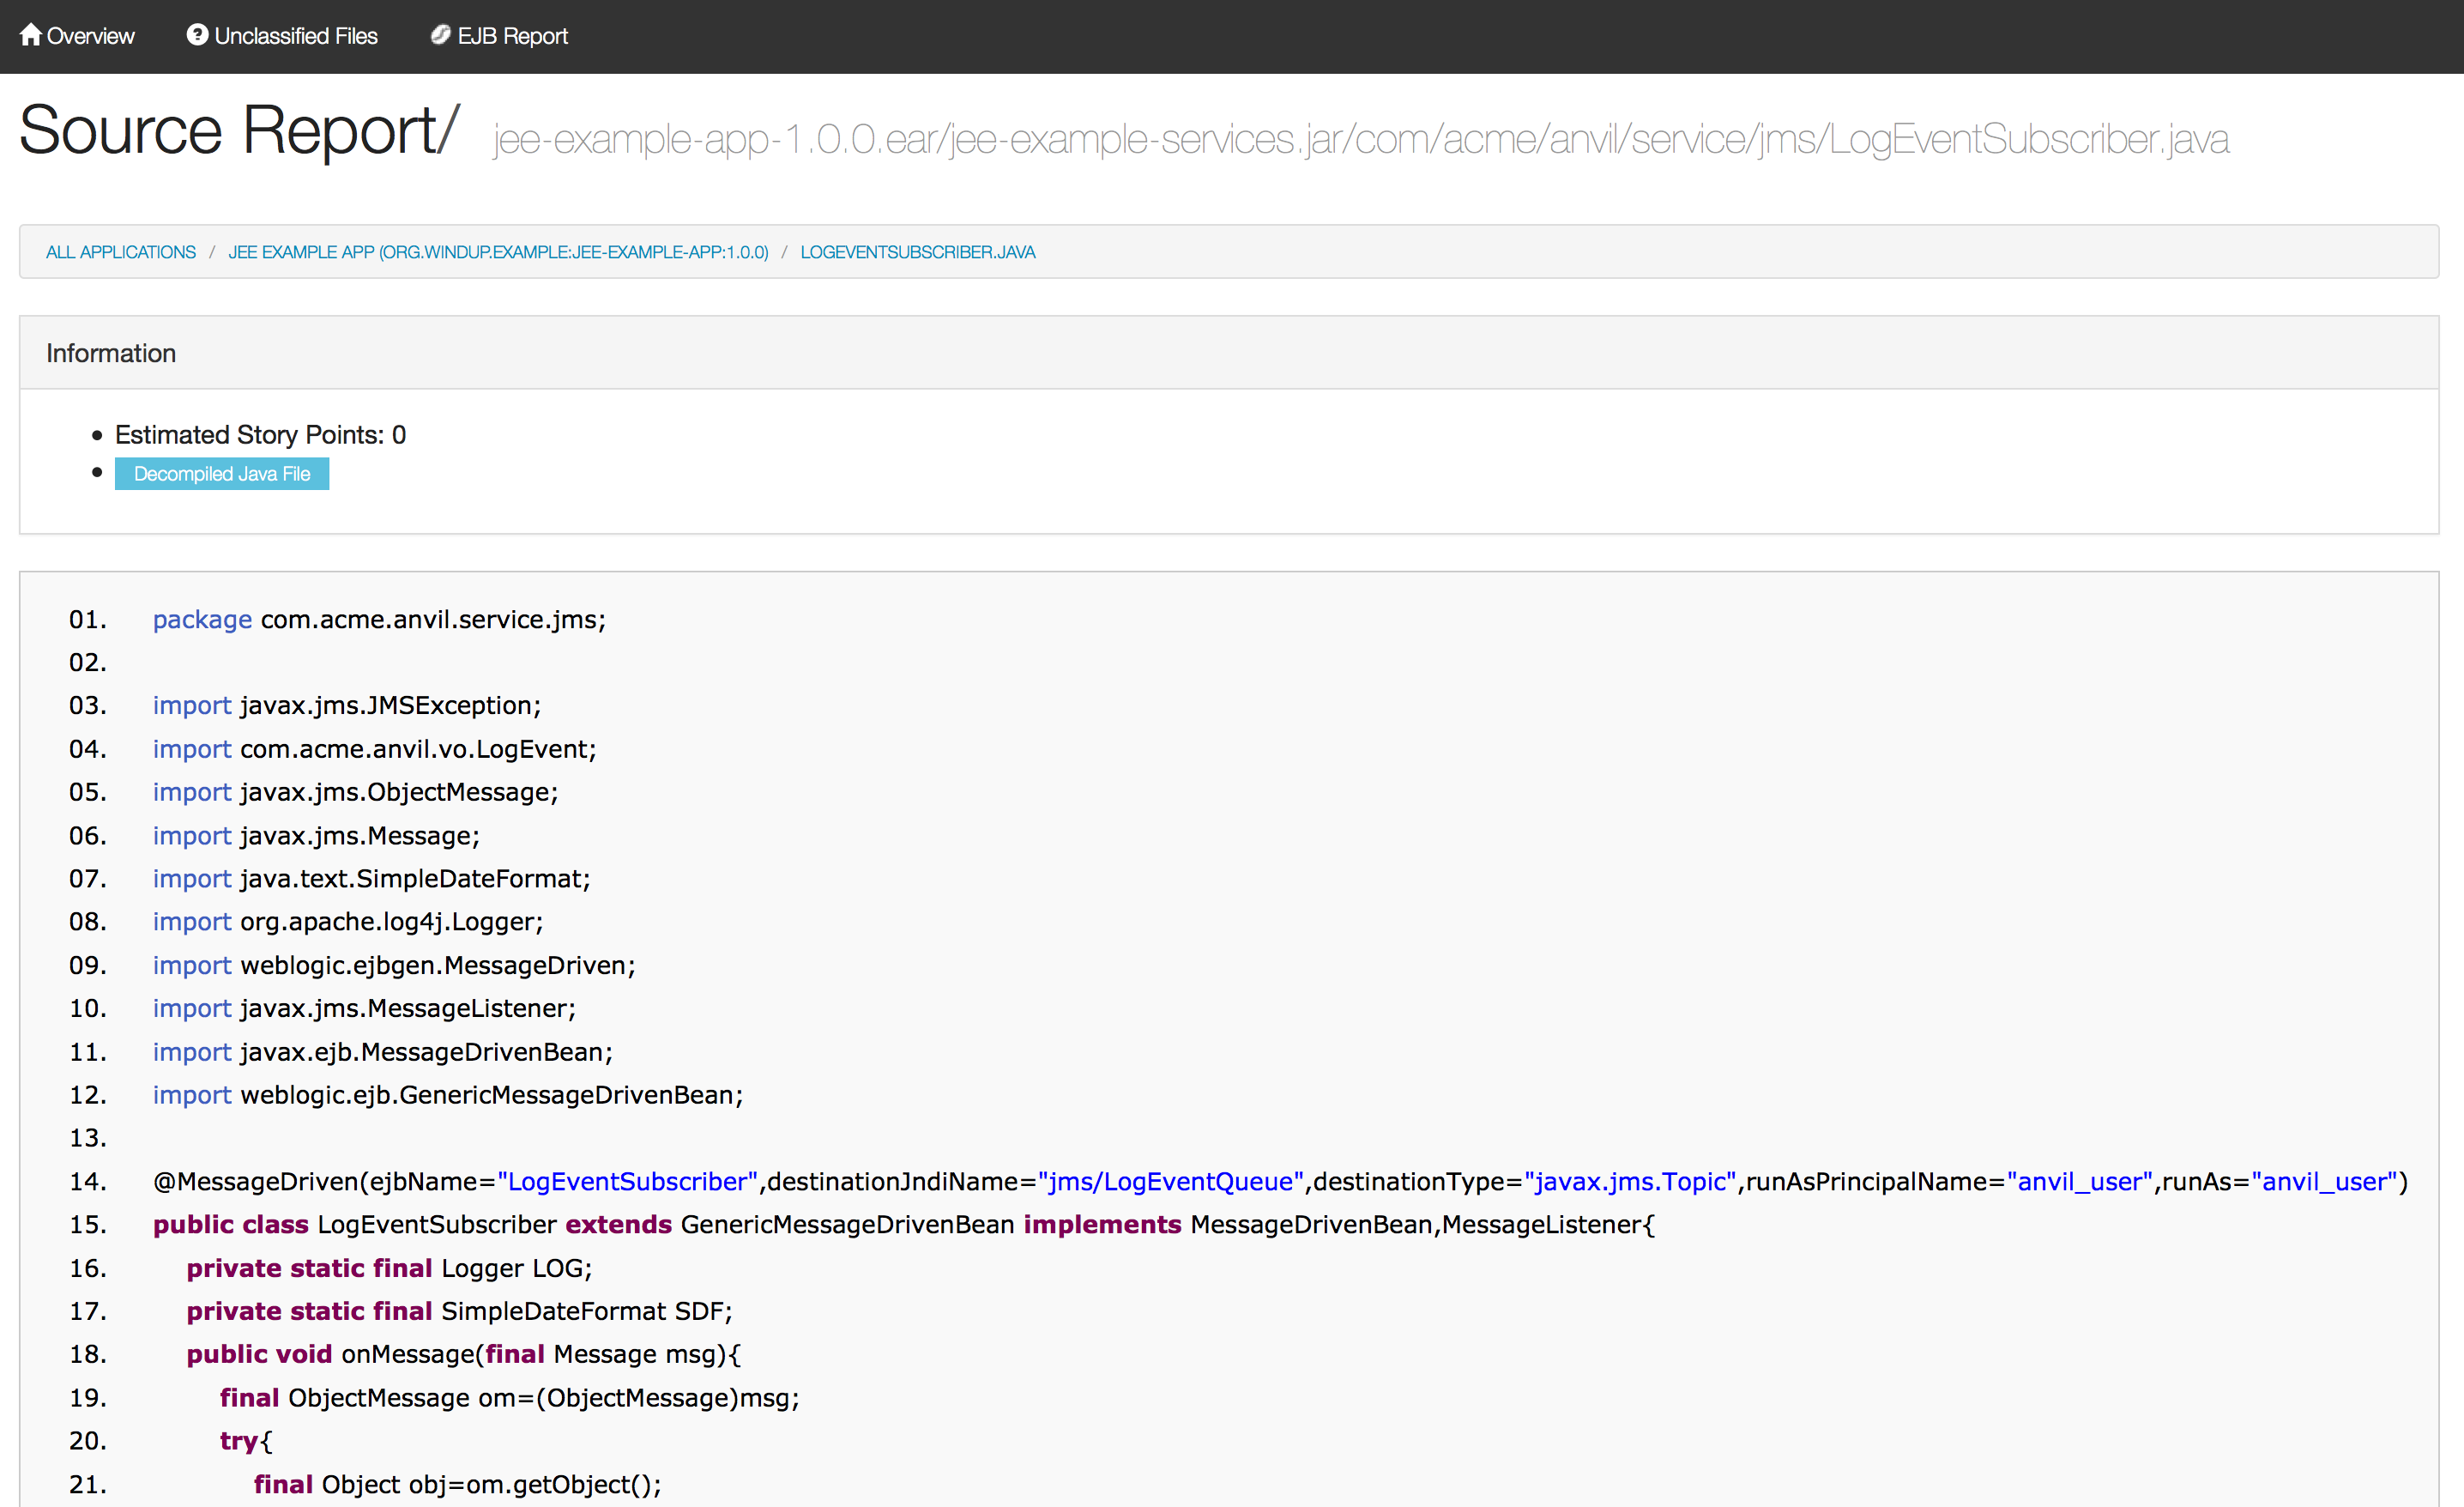 Overview Unclassified Files EJB Report
Source Report/ jee-example-app-1.0.0.ear/jee-example-services.jar/com/acme/anvil/service/jms/LogEventSubscriber.java
ALL APPLICATIONS / JEE EXAMPLE APP (ORG.WINDUP.EXAMPLE:JEE-EXAMPLE-APP:1.0.0) / LOGEVENTSUBSCRIBER.JAVA
Information
• Estimated Story Points: 0
• Decompiled Java File
01. package com.acme.anvil.service.jms;
02.
03. import javax.jms.JMSException;
04. import com.acme.anvil.vo.LogEvent;
05. import javax.jms.ObjectMessage;
06. import javax.jms.Message;
07. import java.text.SimpleDateFormat;
08. import org.apache.log4j.Logger;
09. import weblogic.ejbgen.MessageDriven;
10. import javax.jms.MessageListener;
11. import javax.ejb.MessageDrivenBean;
12. import weblogic.ejb.GenericMessageDrivenBean;
13.
14. @MessageDriven(ejbName="LogEventSubscriber",destinationJndiName="jms/LogEventQueue",destinationType="javax.jms.Topic",runAsPrincipalName="anvil_user",runAs="anvil_user")
15. public class LogEventSubscriber extends GenericMessageDrivenBean implements MessageDrivenBean,MessageListener{
16. private static final Logger LOG;
17. private static final SimpleDateFormat SDF;
18. public void onMessage(final Message msg){
19. final ObjectMessage om=(ObjectMessage)msg;
20. try{
21. final Object obj=om.getObject();